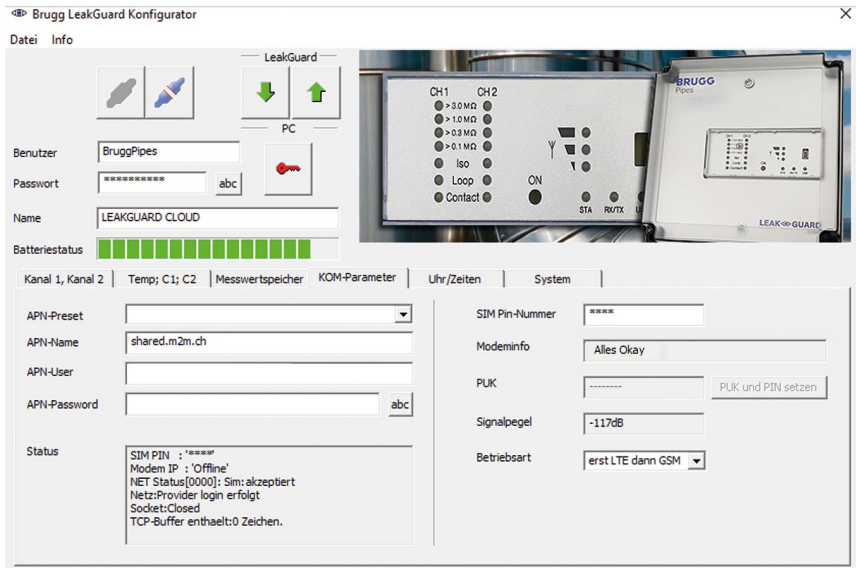 Brugg LeakGuard Konfigurator
Datei Info
LeakGuard
PC
Benutzer BruggPipes
Passwort ********** abc
Name LEAKGUARD CLOUD
Batteriestatus
CH1 CH2
> 3.0 MΩ
> 1.0 MΩ
> 0.3 MΩ
> 0.1 MΩ
Iso
Loop
Contact
ON
STA RX/TX
BRUGG
Pipes
LEAK GUARD
Kanal 1, Kanal 2 Temp; C1; C2 Messwertspeicher KOM-Parameter Uhr/Zeiten System
APN-Preset
APN-Name shared.m2m.ch
APN-User
APN-Password abc
Status
SIM PIN : '****'
Modem IP : 'Offline'
NET Status[0000]: Sim: akzeptiert
Netz:Provider login erfolgt
Socket:Closed
TCP-Buffer enthaelt:0 Zeichen.
SIM Pin-Nummer ****
Modeminfo Alles Okay
PUK -------- PUK und PIN setzen
Signalpegel -117dB
Betriebsart erst LTE dann GSM